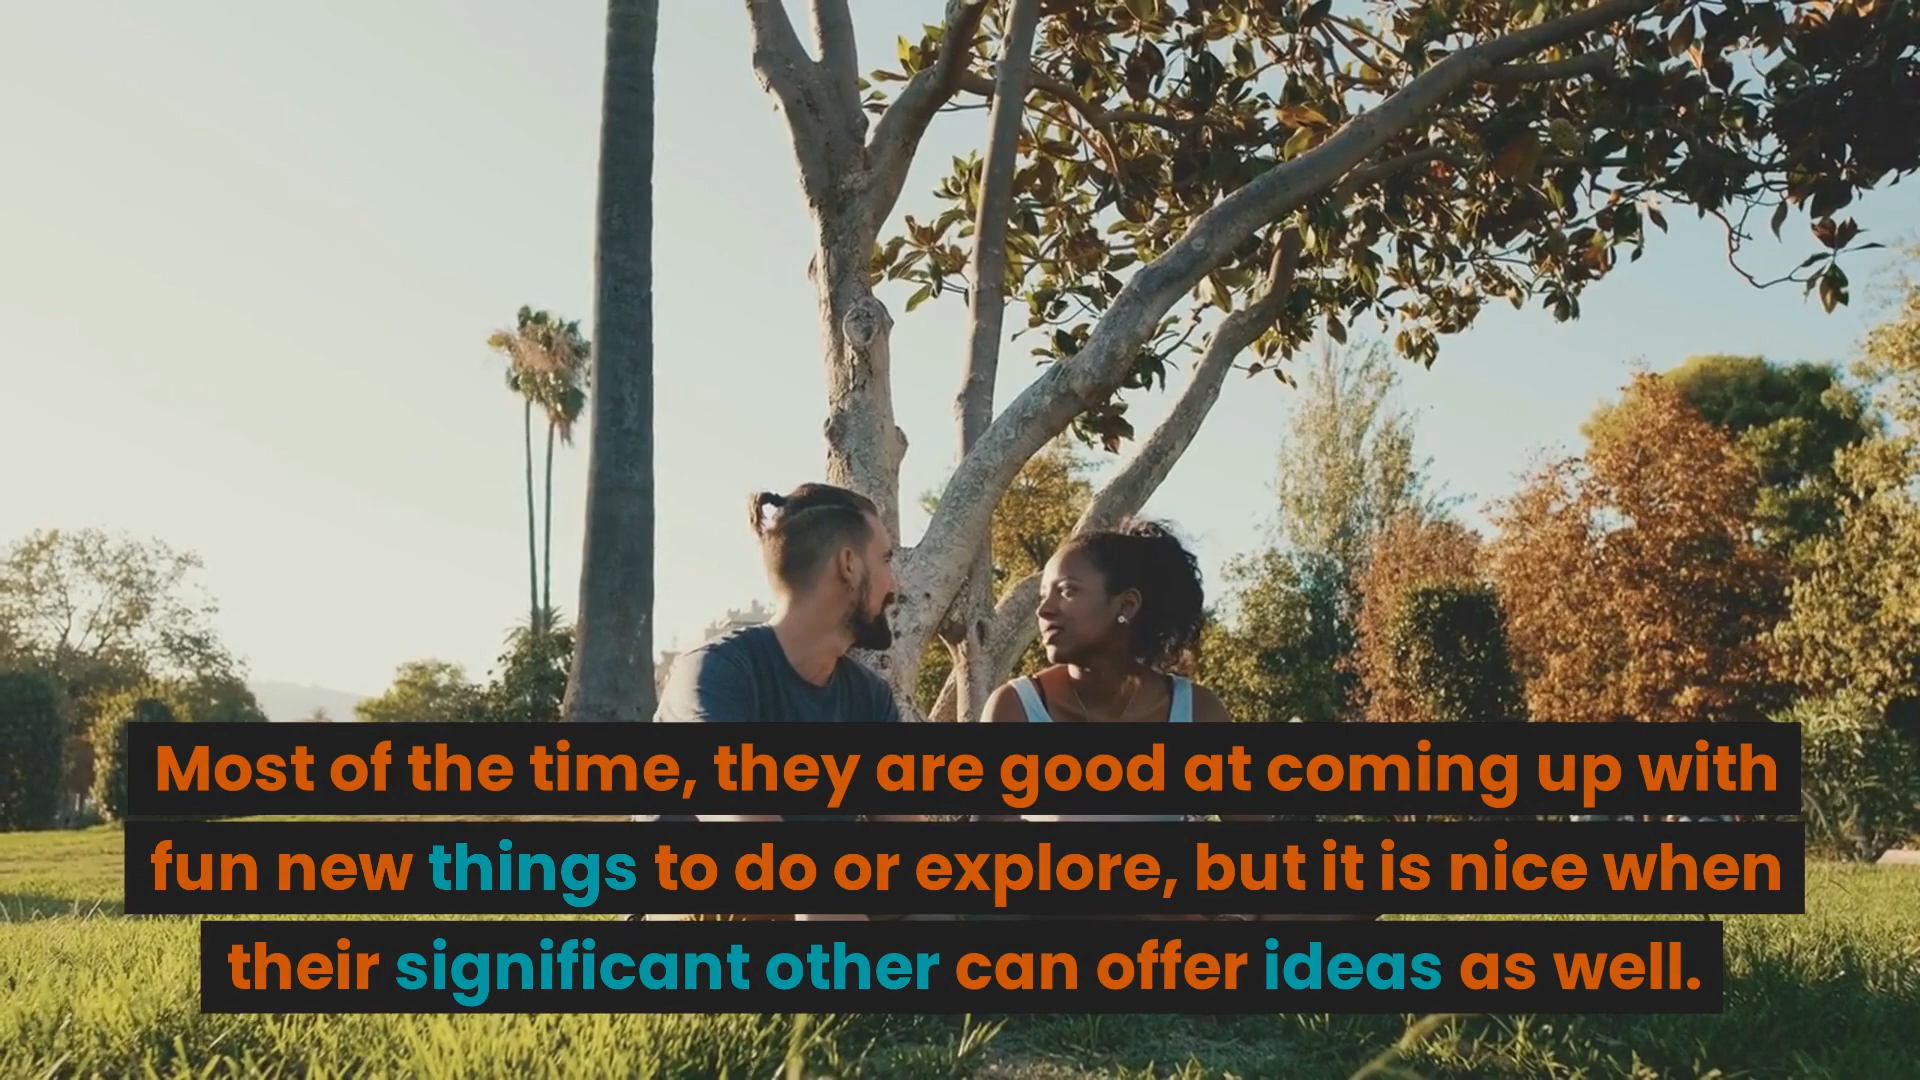 Most of the time, they are good at coming up with
fun new things to do or explore, but it is nice when
their significant other can offer ideas as well.